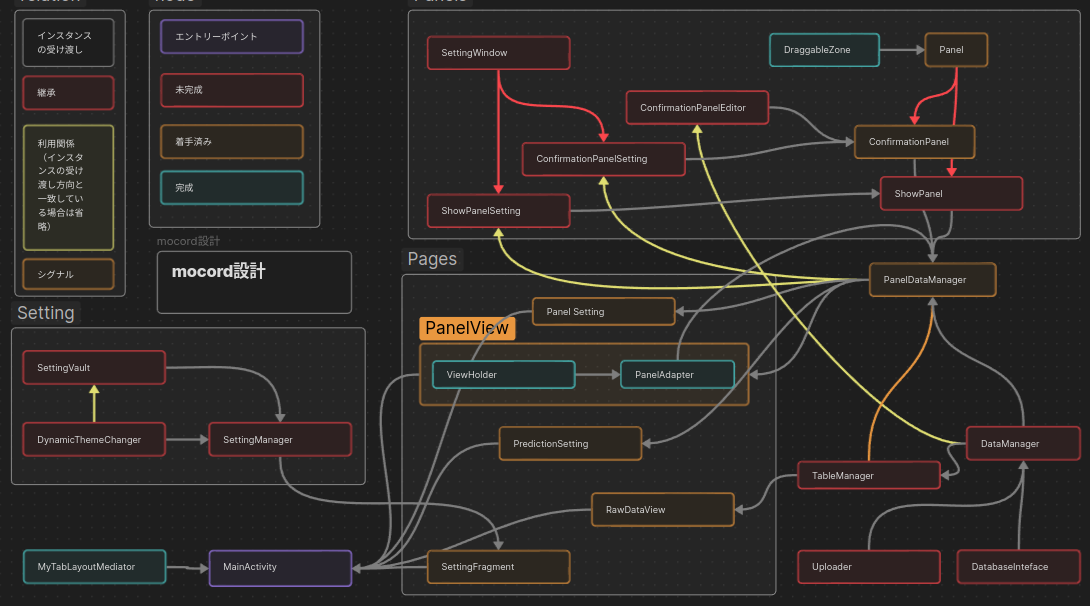 relation
node
Panels
インスタンス
の受け渡し
継承
利用関係
（インスタ
ンスの受け
渡し方向と
一致してい
る場合は省
略）
シグナル
エントリーポイント
未完成
着手済み
完成
mocord設計
mocord設計
SettingWindow
DraggableZone
Panel
ConfirmationPanelEditor
ConfirmationPanel
ConfirmationPanelSetting
ShowPanel
ShowPanelSetting
Pages
PanelDataManager
Panel Setting
PanelView
ViewHolder
PanelAdapter
PredictionSetting
DataManager
TableManager
RawDataView
SettingFragment
Uploader
DatabaseInteface
Setting
SettingVault
DynamicThemeChanger
SettingManager
MyTabLayoutMediator
MainActivity